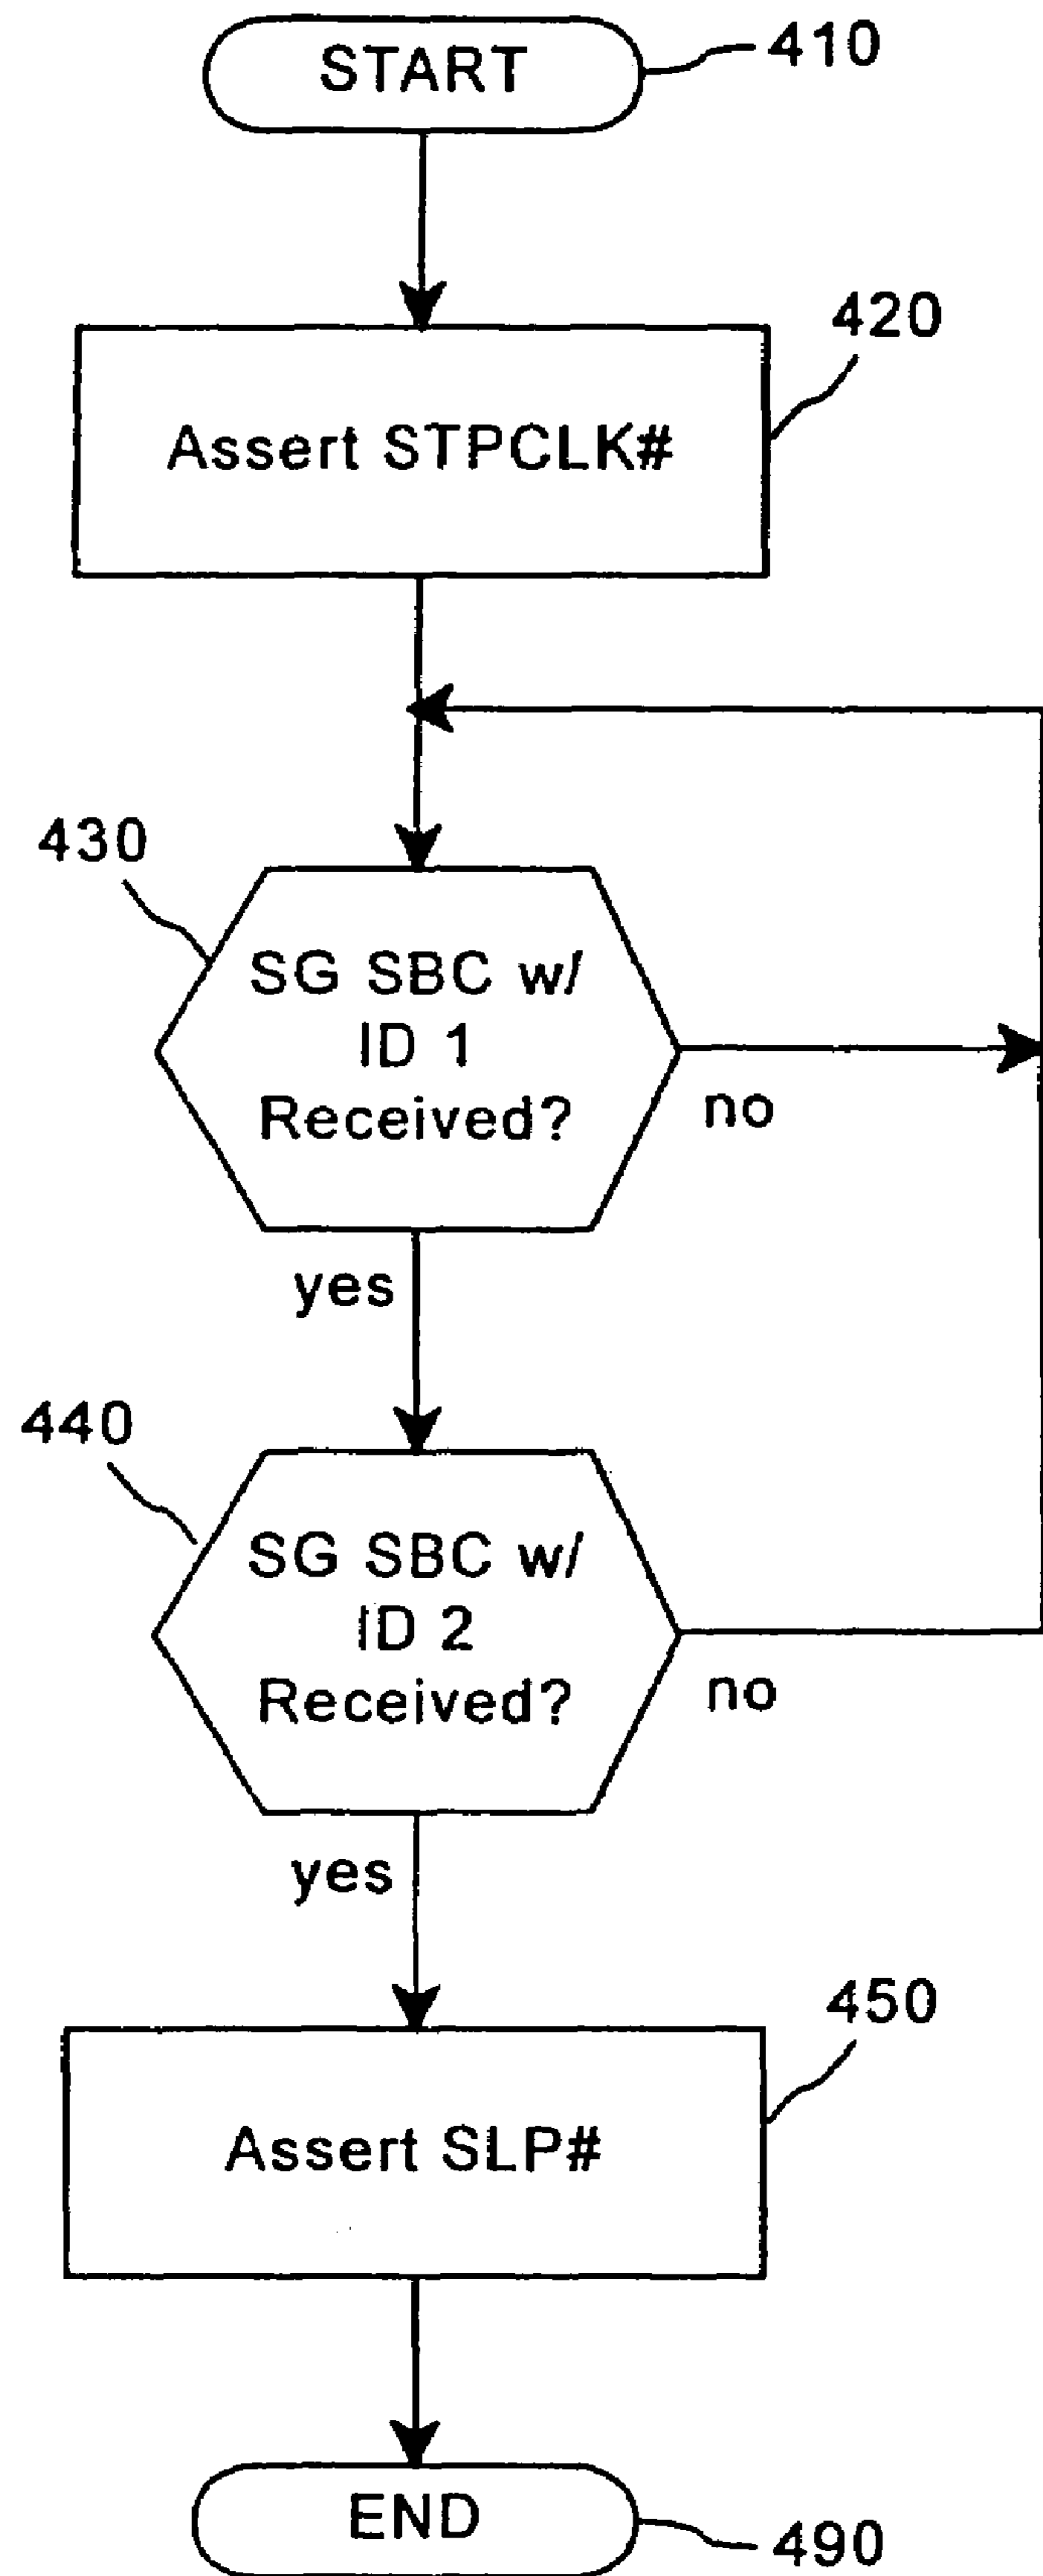 START
410
420
Assert STPCLK#
430
SG SBC w/
ID 1
Received?
no
yes
440
SG SBC w/
ID 2
Received?
no
yes
450
Assert SLP#
END
490